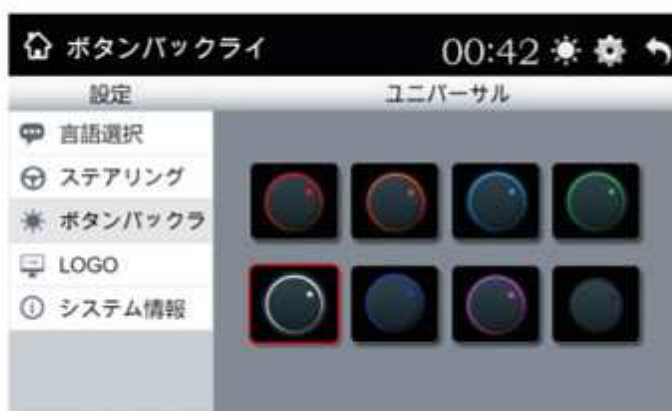 ボタンバックライ 00:42
設定 ユニバーサル
言語選択
ステアリング
ボタンバックラ
LOGO
システム情報